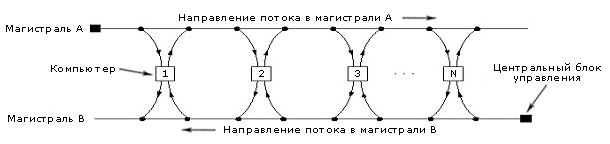 Направление потока в магистрали А
Магистраль А
Компьютер
1
2
3
. . .
N
Центральный блок
управления
Магистраль В
Направление потока в магистрали В